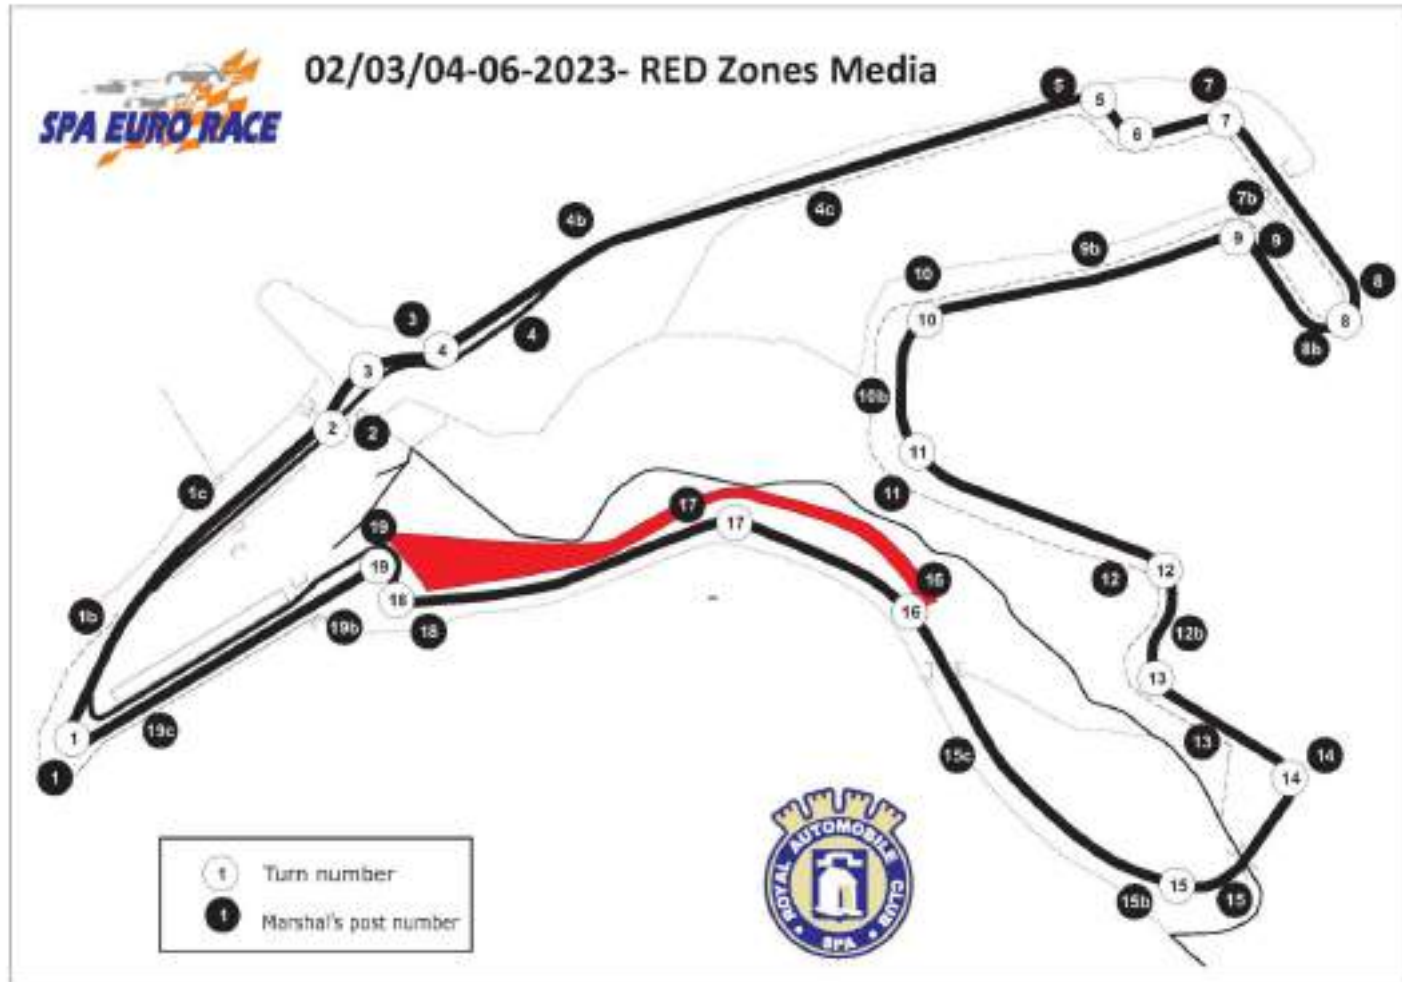 02/03/04-06-2023- RED Zones Media
SPA EURO RACE
5
5
7
7
6
4b
4c
7b
9
9
9b
10
8
3
4
4
10
8
8b
3
10b
2
2
11
1c
11
19
17
17
12
12
19
16
16
18
1b
19b
18
12b
13
1
19c
13
15c
14
14
1
15
15b
15
ROYAL AUTOMOBILE CLUB
SPA
1 Turn number
1 Marshal's post number